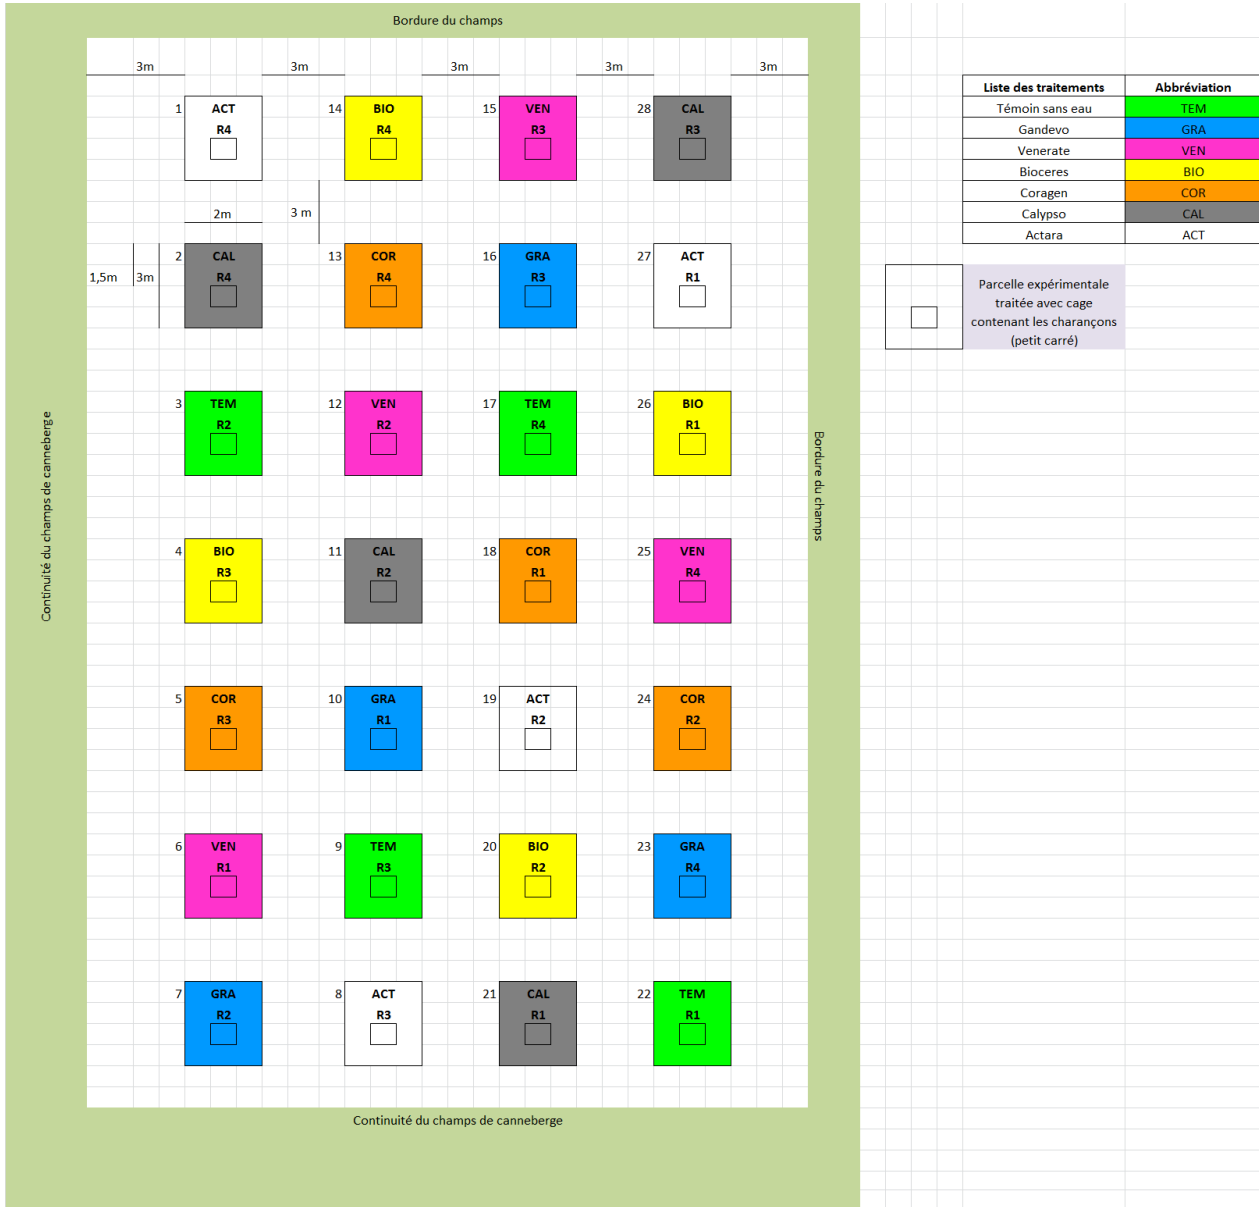 Bordure du champs
3m 3m 3m 3m 3m
1 ACT 14 BIO 15 VEN 28 CAL
R4 R4 R3 R3
2m 3 m
2 CAL 13 COR 16 GRA 27 ACT
1,5m 3m R4 R4 R3 R1
3 TEM 12 VEN 17 TEM 26 BIO
R2 R2 R4 R1
4 BIO 11 CAL 18 COR 25 VEN
R3 R2 R1 R4
5 COR 10 GRA 19 ACT 24 COR
R3 R1 R2 R2
6 VEN 9 TEM 20 BIO 23 GRA
R1 R3 R2 R4
7 GRA 8 ACT 21 CAL 22 TEM
R2 R3 R1 R1
Continuité du champs de canneberge
Bordure du champs
Continuité du champs de canneberge
Liste des traitements Abbréviation
Témoin sans eau TEM
Gandevo GRA
Venerate VEN
Bioceres BIO
Coragen COR
Calypso CAL
Actara ACT
Parcelle expérimentale
traitée avec cage
contenant les charançons
(petit carré)